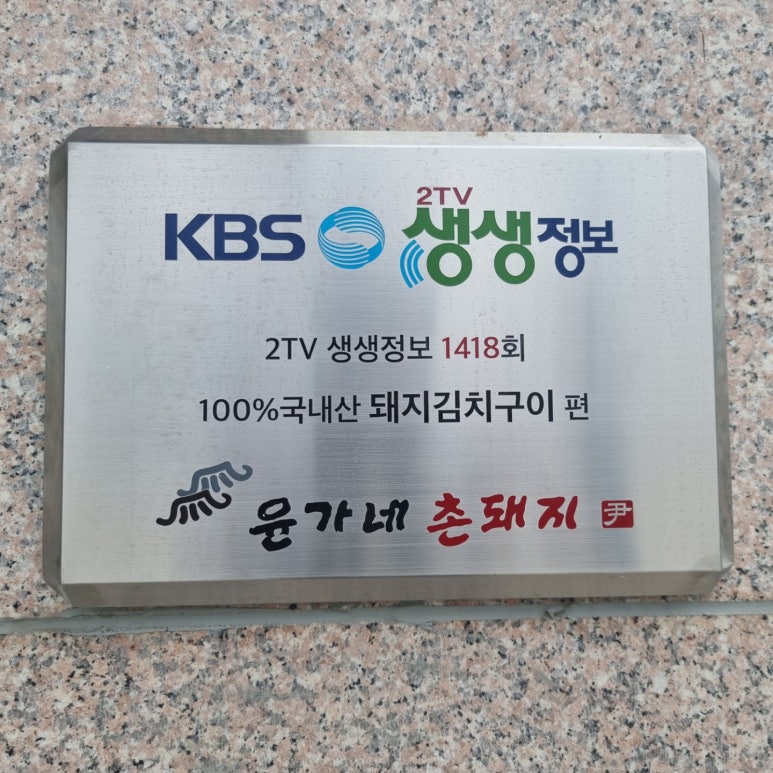 KBS 2TV 생생정보
2TV 생생정보 1418회
100%국내산 돼지김치구이 편
윤가네 촌돼지 尹